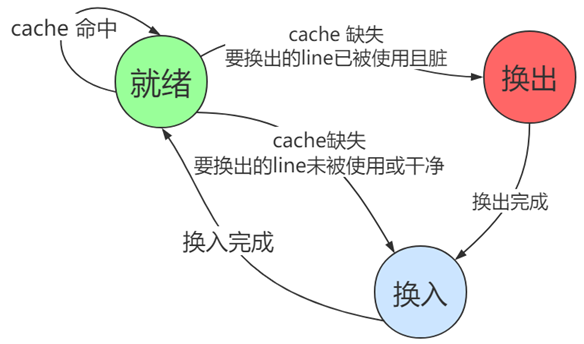 cache 命中
就绪
cache 缺失
要换出的line已被使用且脏
换出
cache缺失
要换出的line未被使用或干净
换出完成
换入完成
换入